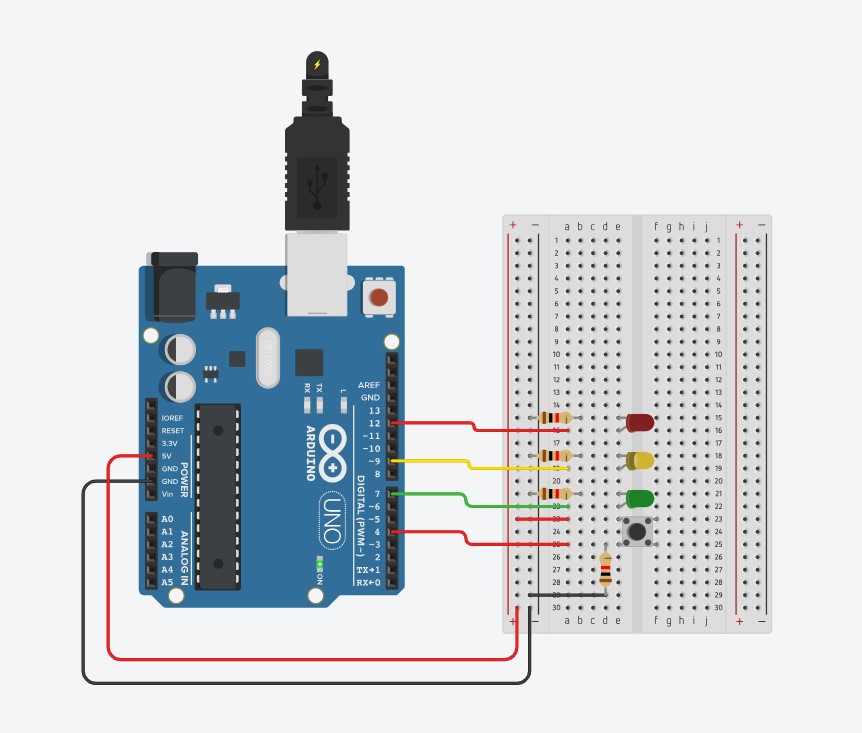 AREF
GND
13
12
~11
~10
~9
8
7
~6
~5
4
~3
2
TX→1
RX←0
DIGITAL (PWM~)
IOREF
RESET
3.3V
5V
GND
GND
Vin
POWER
A0
A1
A2
A3
A4
A5
ANALOG IN
RX
TX
L
ARDUINO
UNO
ON
+ − a b c d e f g h i j + −
1 1
2 2
3 3
4 4
5 5
6 6
7 7
8 8
9 9
10 10
11 11
12 12
13 13
14 14
15 15
16 16
17 17
18 18
19 19
20 20
21 21
22 22
23 23
24 24
25 25
26 26
27 27
28 28
29 29
30 30
+ − a b c d e f g h i j + −